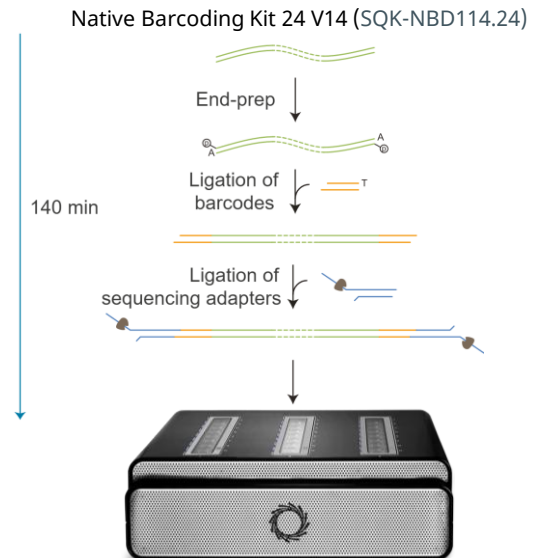 Native Barcoding Kit 24 V14 (SQK-NBD114.24)
End-prep
P
A
A
P
Ligation of
barcodes
T
140 min
Ligation of
sequencing adapters